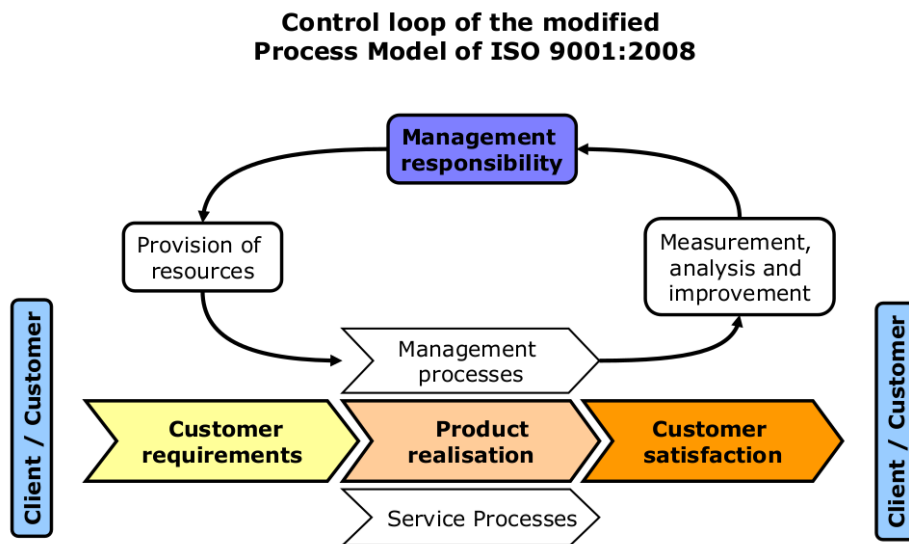 Control loop of the modified
Process Model of ISO 9001:2008
Management
responsibility
Provision of
resources
Measurement,
analysis and
improvement
Management
processes
Client / Customer
Customer
requirements
Product
realisation
Customer
satisfaction
Client / Customer
Service Processes